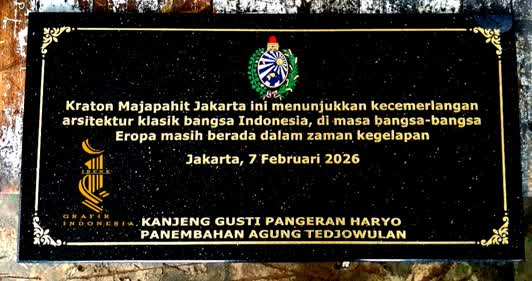 Kraton Majapahit Jakarta ini menunjukkan kecemerlangan
arsitektur klasik bangsa Indonesia, di masa bangsa-bangsa
Eropa masih berada dalam zaman kegelapan
Jakarta, 7 Februari 2026
GRAFIR
INDONESIA
KANJENG GUSTI PANGERAN HARYO
PANEMBAHAN AGUNG TEDJOWULAN